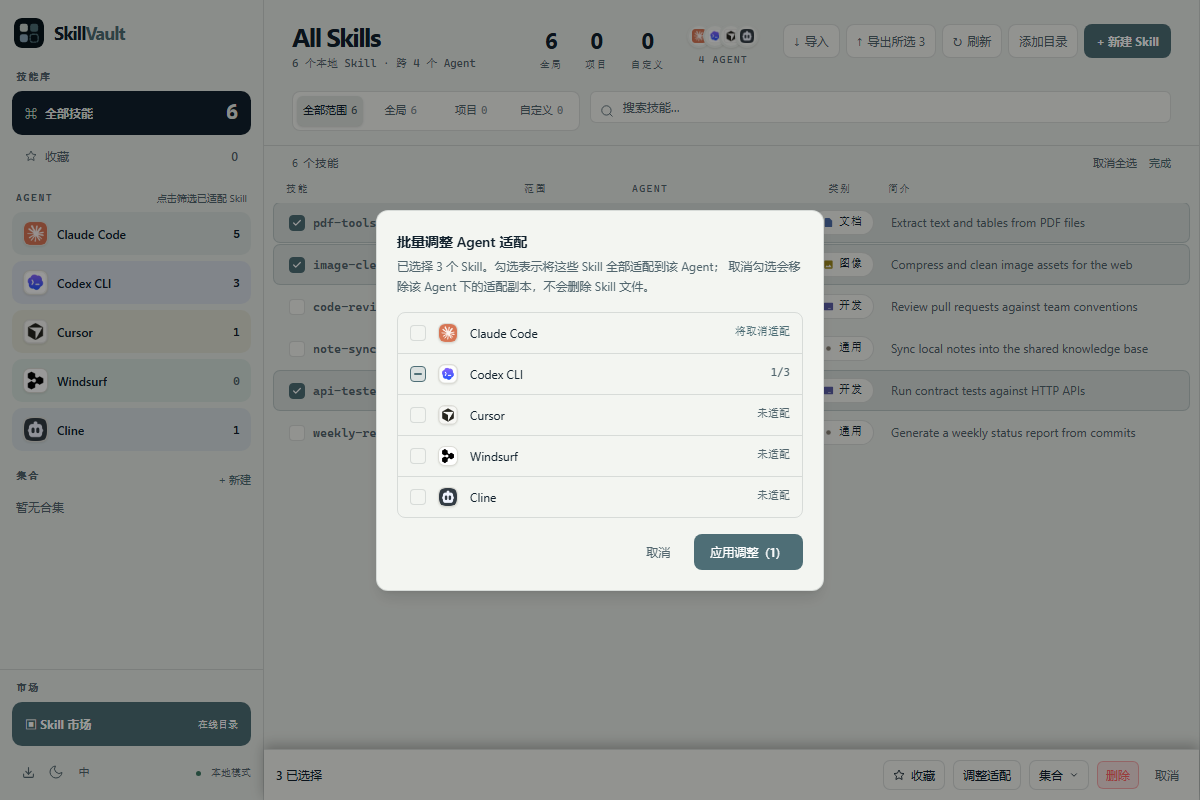 SkillVault
技能库
全部技能 6
收藏 0
AGENT 点击筛选已适配 Skill
Claude Code 5
Codex CLI 3
Cursor 1
Windsurf 0
Cline 1
集合 + 新建
暂无合集
市场
Skill 市场 在线目录
中 本地模式
All Skills
6 个本地 Skill · 跨 4 个 Agent
6 全局
0 项目
0 自定义
4 AGENT
↓ 导入
↑ 导出所选 3
↻ 刷新
添加目录
+ 新建 Skill
全部范围 6
全局 6
项目 0
自定义 0
搜索技能...
6 个技能 取消全选 完成
技能 范围 AGENT 类别 简介
pdf-tools 文档 Extract text and tables from PDF files
image-cle 图像 Compress and clean image assets for the web
code-revi 开发 Review pull requests against team conventions
note-sync 通用 Sync local notes into the shared knowledge base
api-teste 开发 Run contract tests against HTTP APIs
weekly-re 通用 Generate a weekly status report from commits
批量调整 Agent 适配
已选择 3 个 Skill。勾选表示将这些 Skill 全部适配到该 Agent； 取消勾选会移
除该 Agent 下的适配副本，不会删除 Skill 文件。
Claude Code 将取消适配
Codex CLI 1/3
Cursor 未适配
Windsurf 未适配
Cline 未适配
取消 应用调整（1）
3 已选择
收藏
调整适配
集合
删除
取消